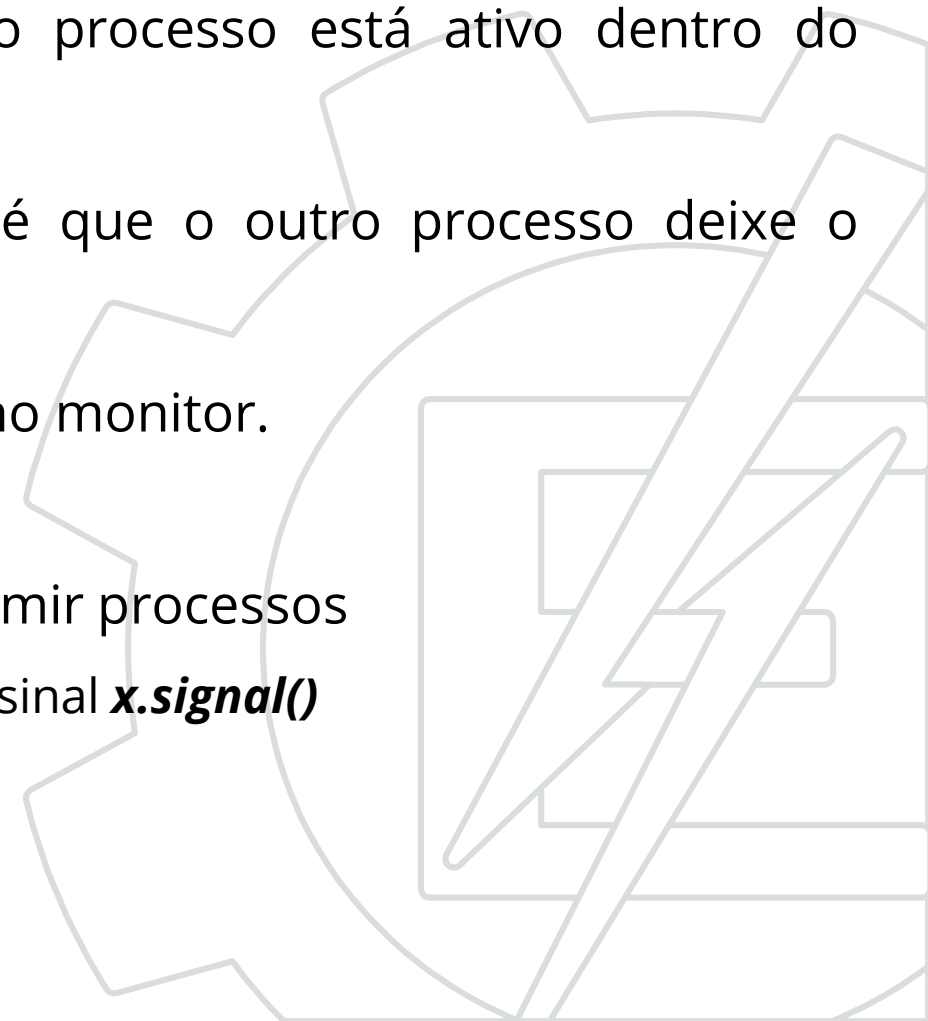 o processo está ativo dentro do
é que o outro processo deixe o
no monitor.
mir processos
sinal x.signal()